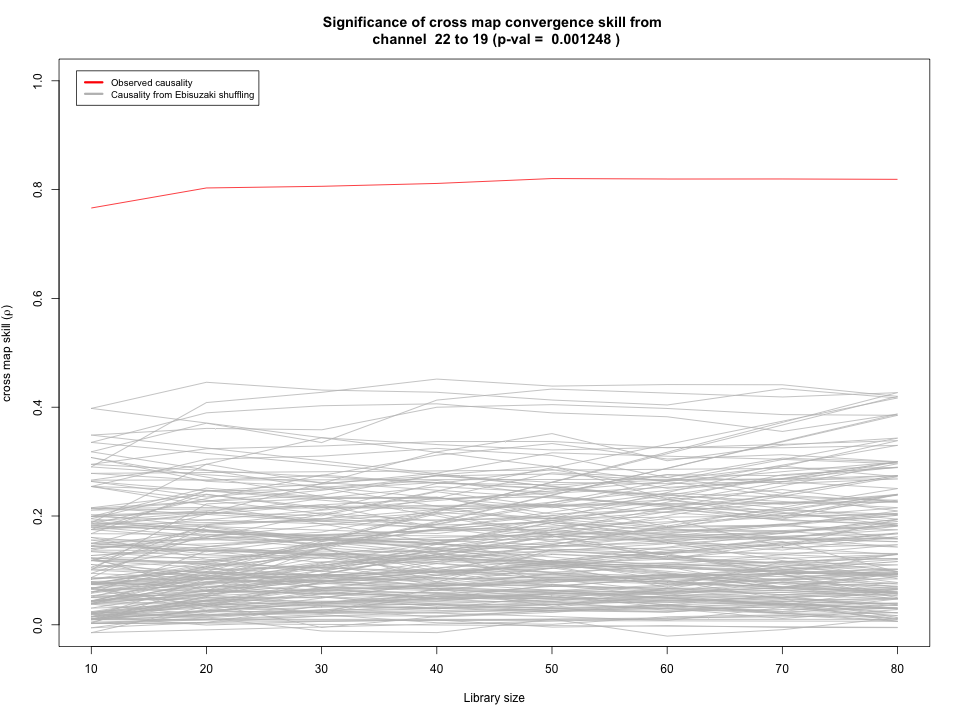 Significance of cross map convergence skill from
channel  22 to 19 (p-val =  0.001248 )
Observed causality
Causality from Ebisuzaki shuffling
cross map skill (ρ)
1.0
0.8
0.6
0.4
0.2
0.0
10 20 30 40 50 60 70 80
Library size